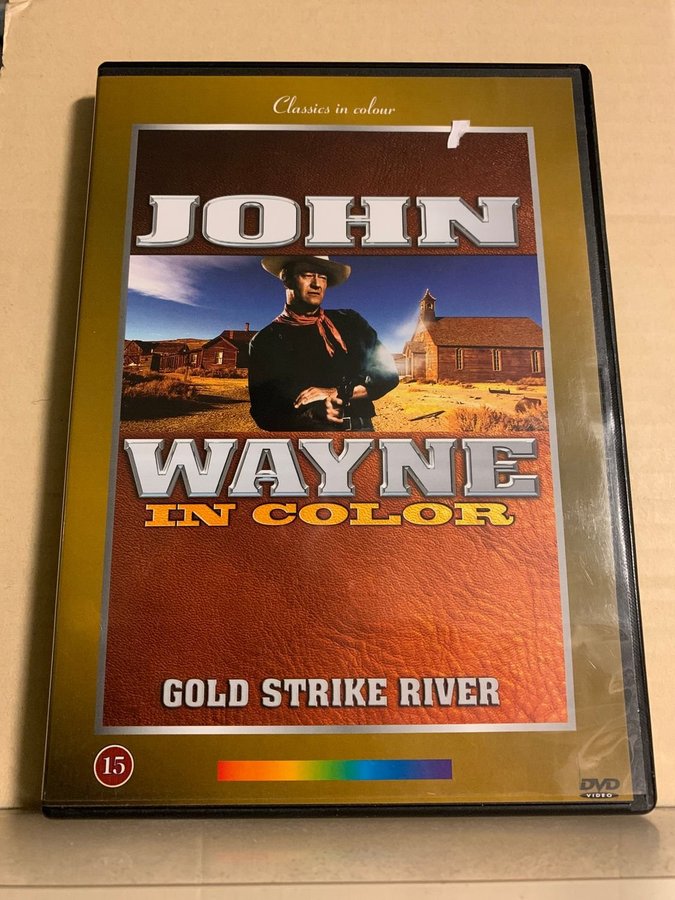 Classics in colour
JOHN
WAYNE
IN COLOR
GOLD STRIKE RIVER
15
DVD
VIDEO